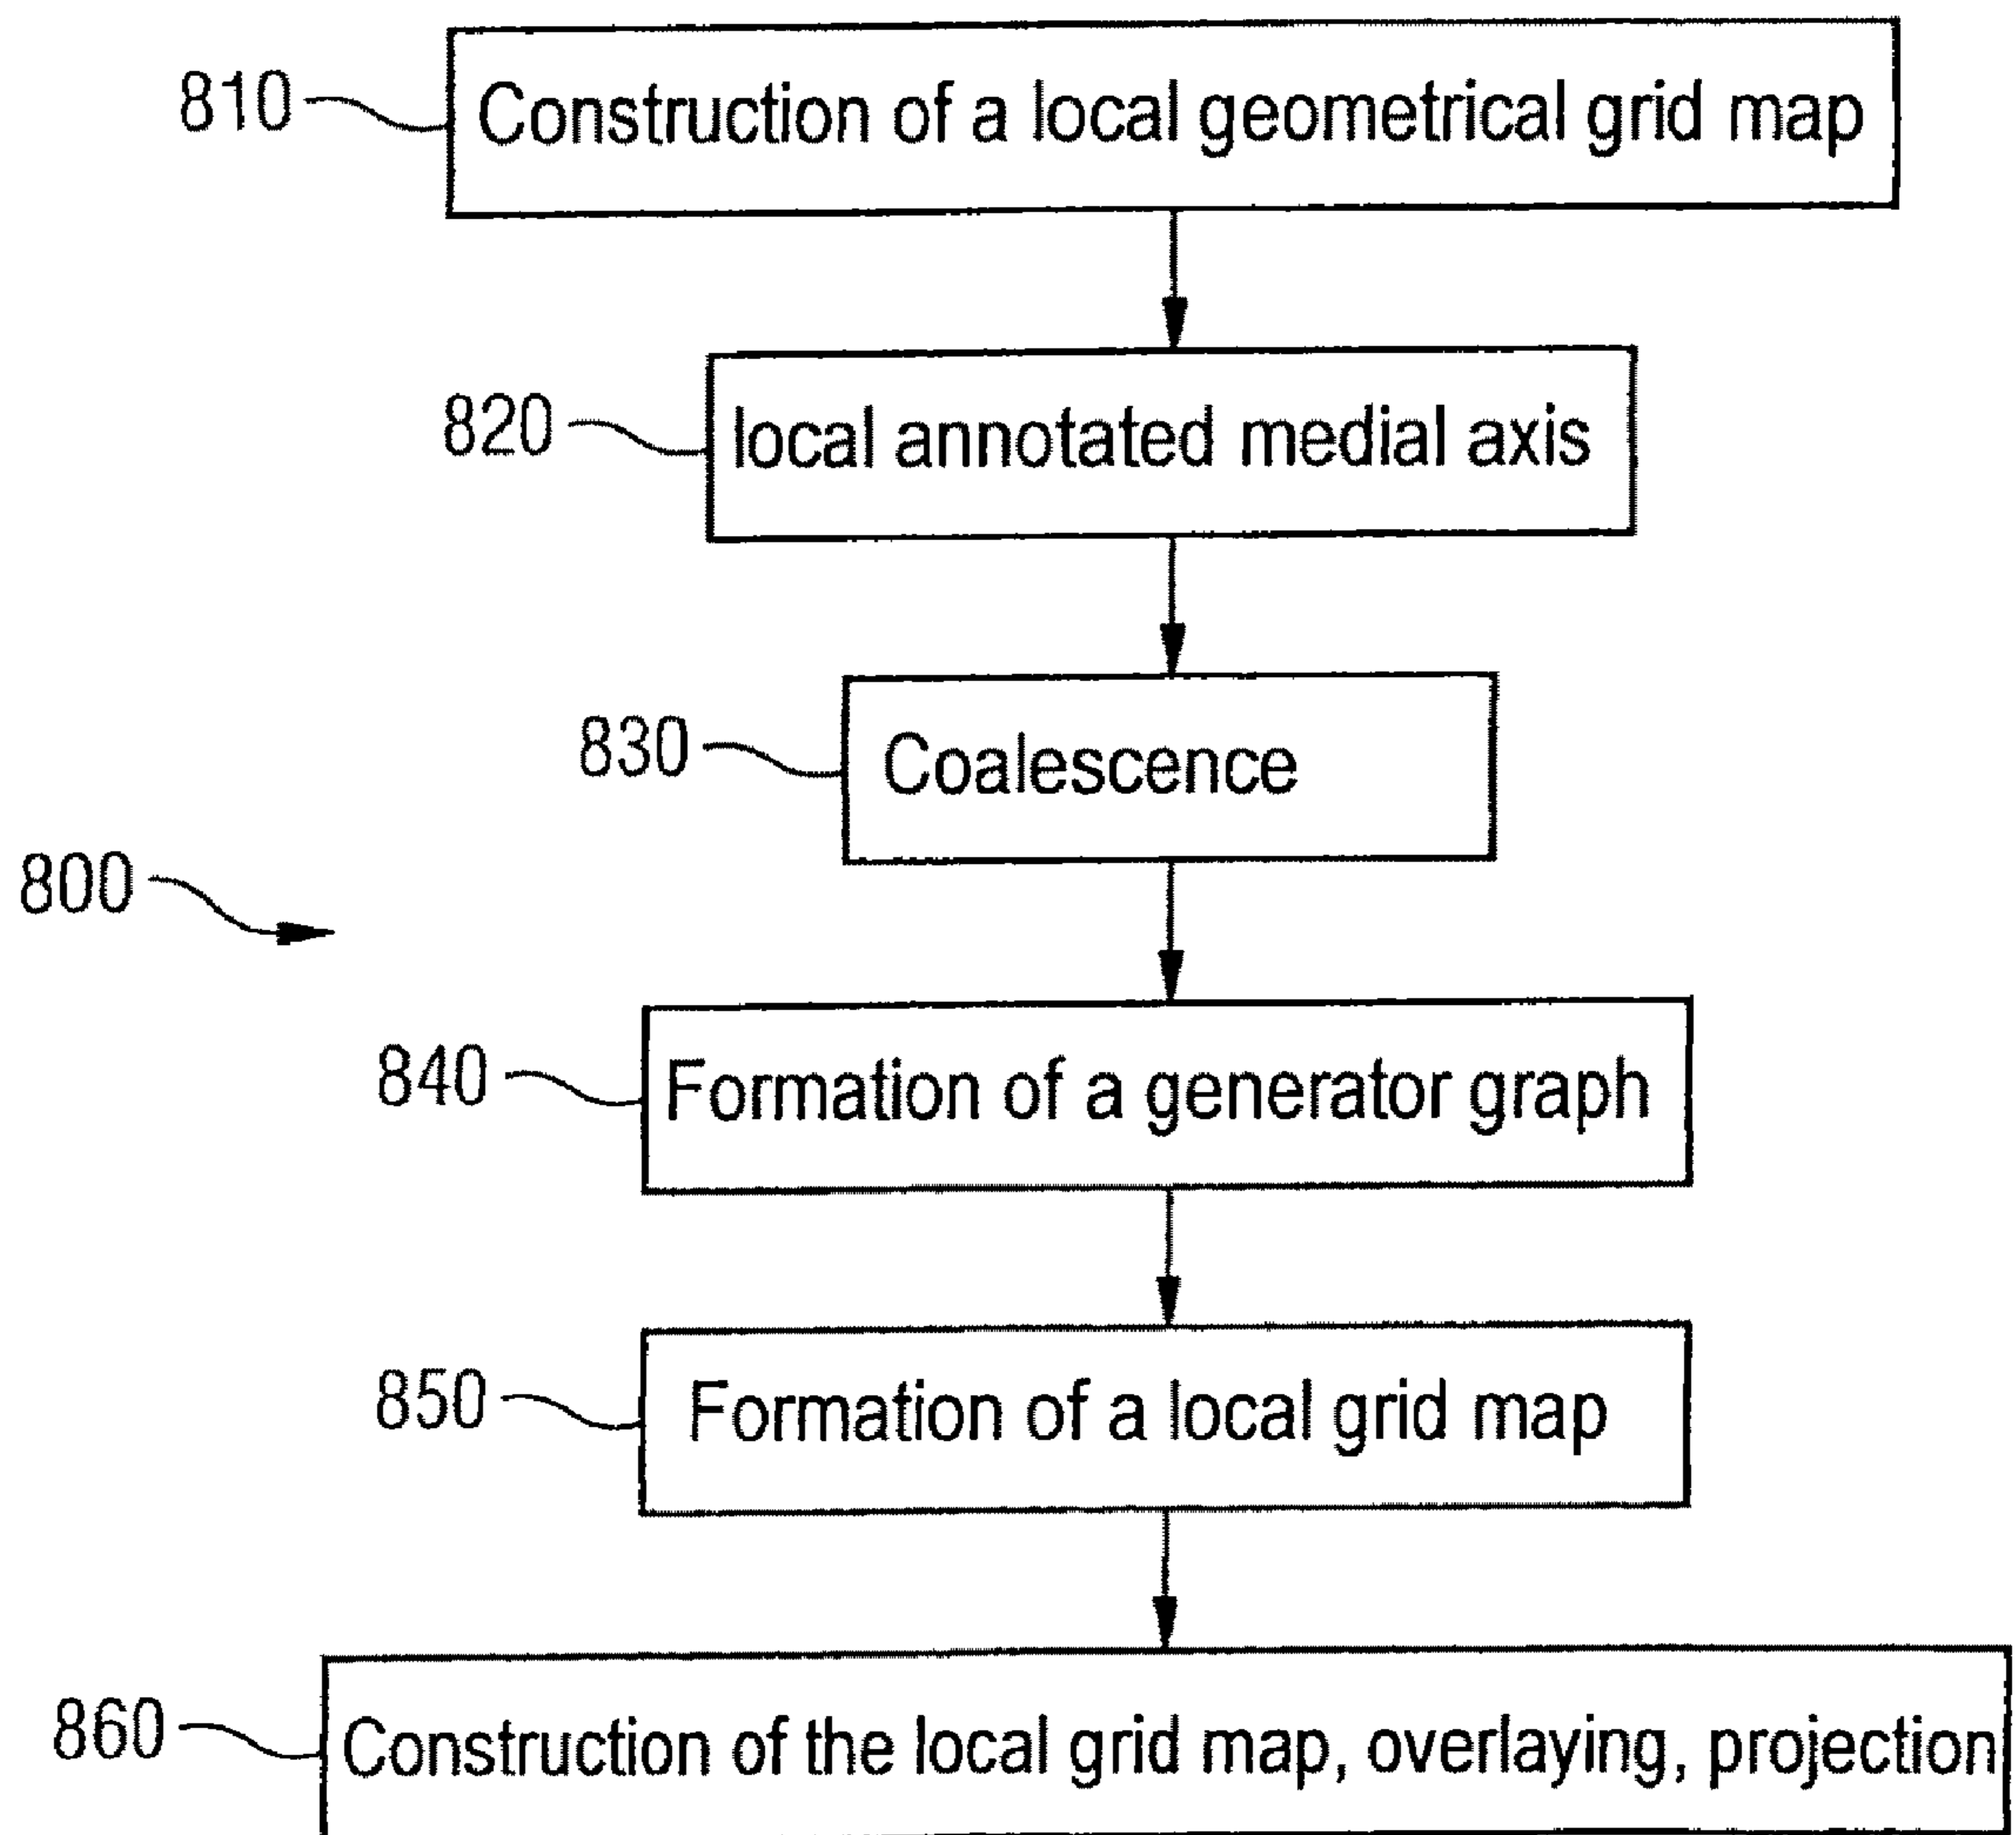 810 Construction of a local geometrical grid map
820 local annotated medial axis
830 Coalescence
800
840 Formation of a generator graph
850 Formation of a local grid map
860 Construction of the local grid map, overlaying, projection